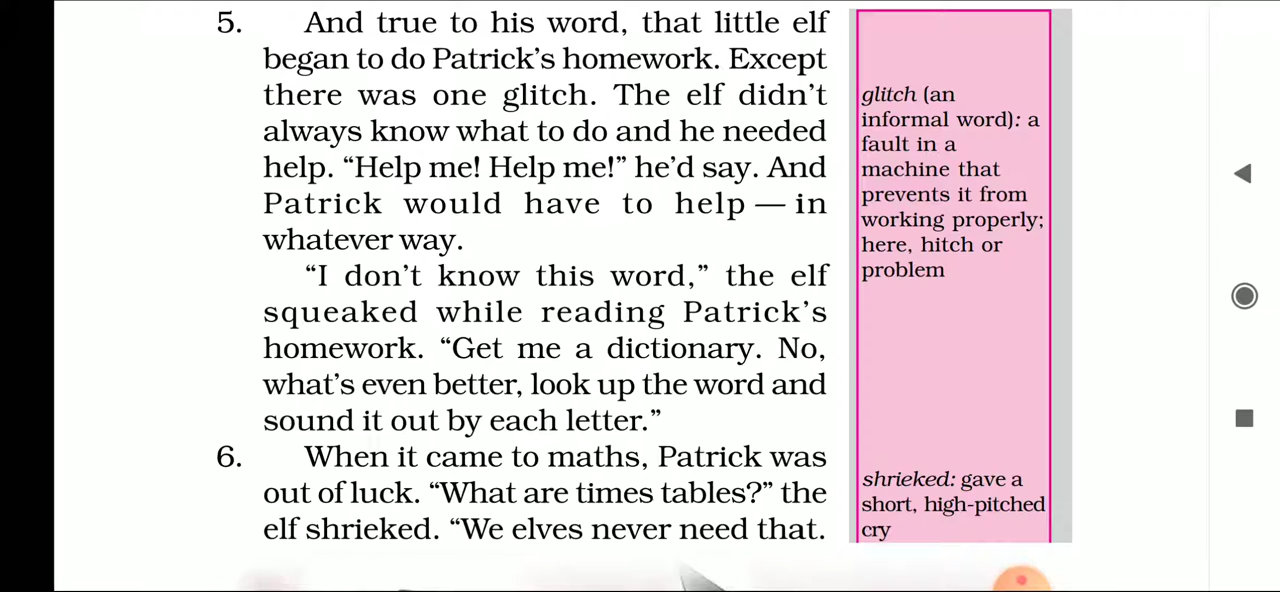 5. And true to his word, that little elf
began to do Patrick’s homework. Except
there was one glitch. The elf didn’t
always know what to do and he needed
help. “Help me! Help me!” he’d say. And
Patrick would have to help — in
whatever way.
“I don’t know this word,” the elf
squeaked while reading Patrick’s
homework. “Get me a dictionary. No,
what’s even better, look up the word and
sound it out by each letter.”
6. When it came to maths, Patrick was
out of luck. “What are times tables?” the
elf shrieked. “We elves never need that.
glitch (an
informal word): a
fault in a
machine that
prevents it from
working properly;
here, hitch or
problem
shrieked: gave a
short, high-pitched
cry